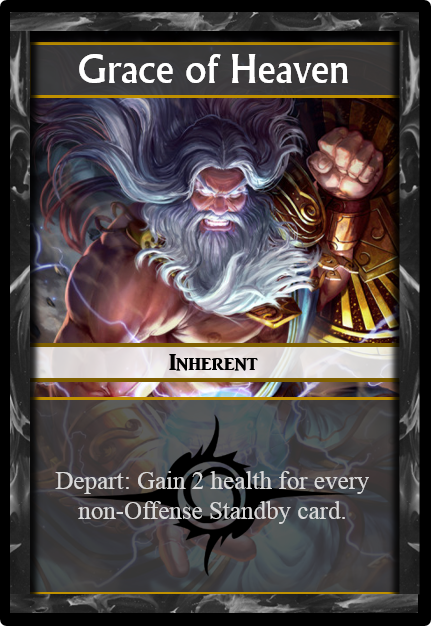 Grace of Heaven
Inherent
Depart: Gain 2 health for every
non-Offense Standby card.